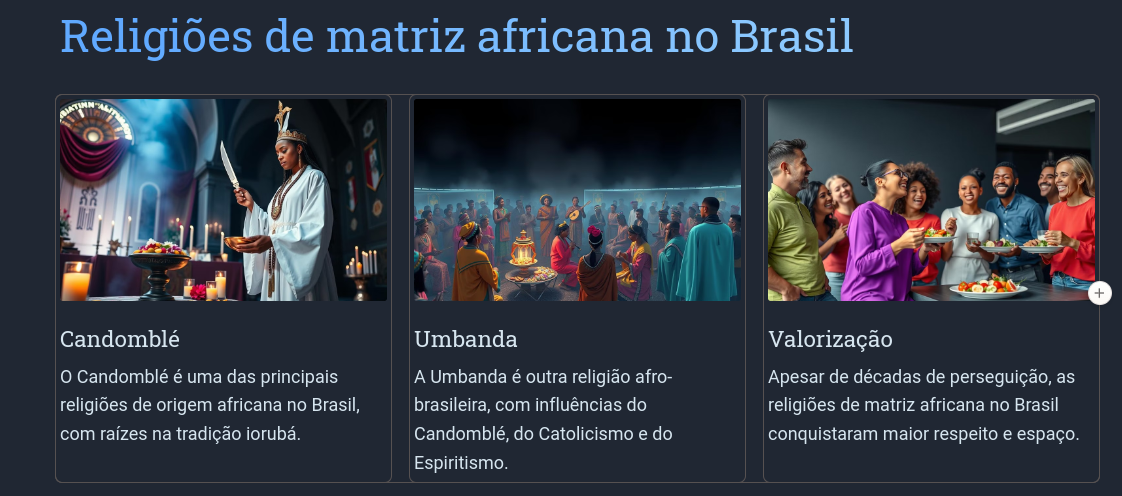 Religiões de matriz africana no Brasil
Candomblé
O Candomblé é uma das principais
religiões de origem africana no Brasil,
com raízes na tradição iorubá.
Umbanda
A Umbanda é outra religião afro-
brasileira, com influências do
Candomblé, do Catolicismo e do
Espiritismo.
Valorização
Apesar de décadas de perseguição, as
religiões de matriz africana no Brasil
conquistaram maior respeito e espaço.